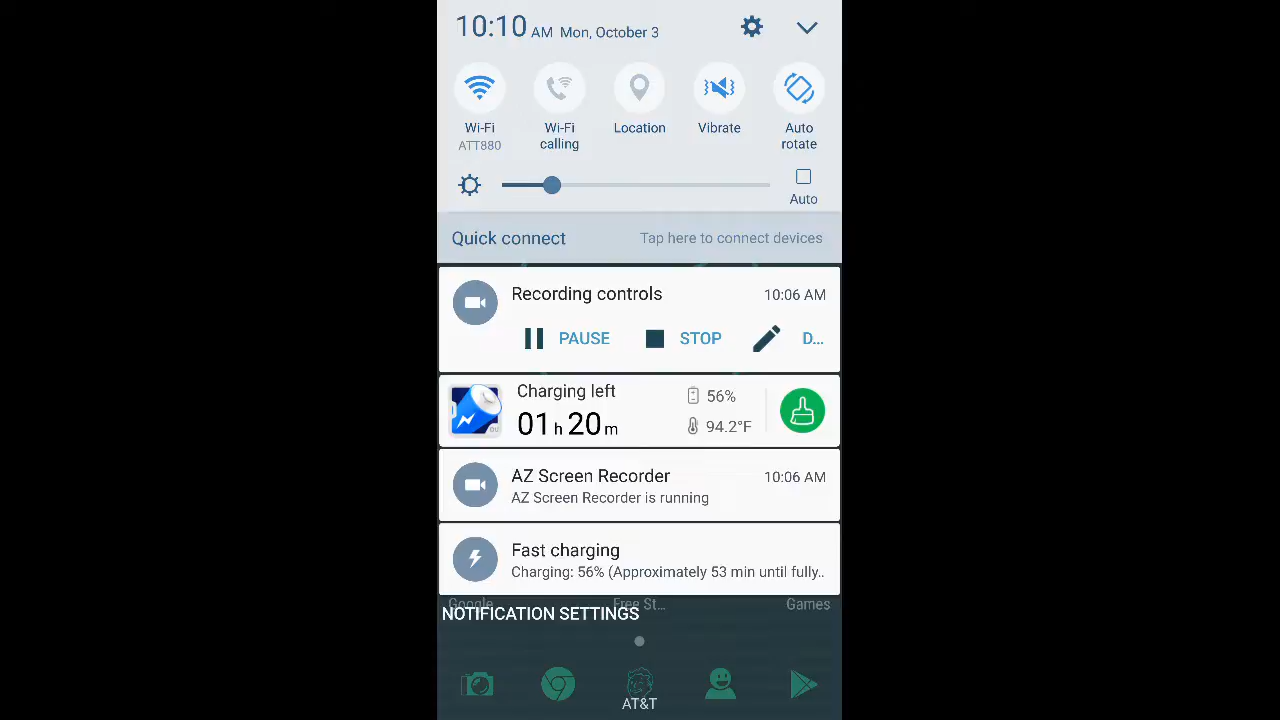 10:10 AM Mon, October 3
Wi-Fi
ATT880
Wi-Fi
calling
Location
Vibrate
Auto
rotate
Auto
Quick connect
Tap here to connect devices
Recording controls
10:06 AM
PAUSE
STOP
D...
Charging left
01 h 20 m
56%
94.2°F
AZ Screen Recorder
10:06 AM
AZ Screen Recorder is running
Fast charging
Charging: 56% (Approximately 53 min until fully..
Google
Free St...
Games
NOTIFICATION SETTINGS
AT&T